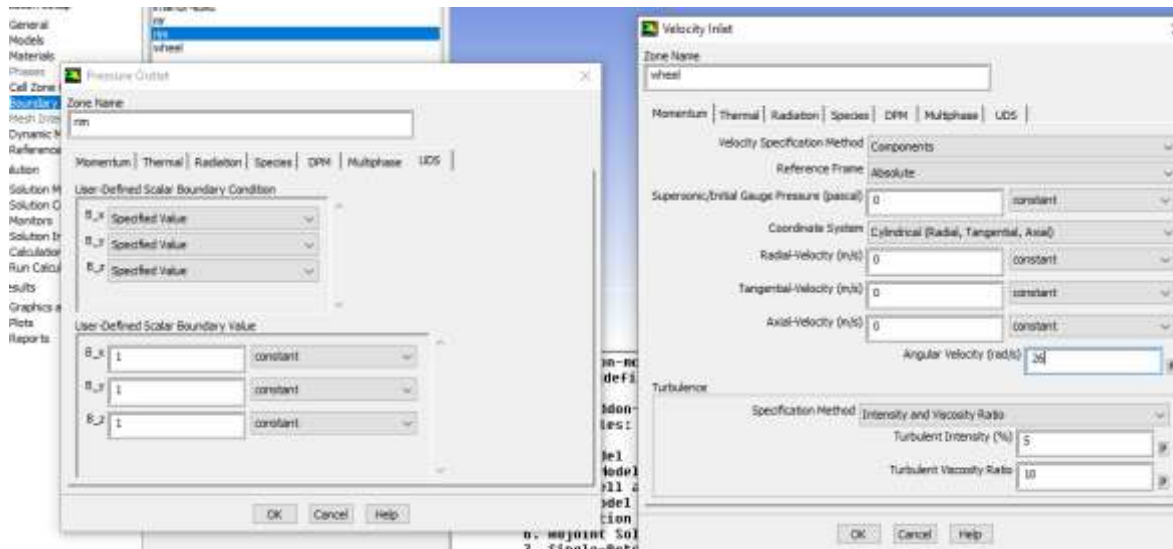 General
Models
Materials
Phases
Cell Zone
Boundary
Mesh Inte
Dynamic M
Reference
Solution M
Solution C
Monitors
Solution In
Calculation
Run Calcul
Graphics a
Plots
Reports
rim
wheel
Pressure Outlet
Zone Name
rim
Momentum Thermal Radiation Species DPM Multiphase UDS
User-Defined Scalar Boundary Condition
B_x Specified Value
B_y Specified Value
B_z Specified Value
User-Defined Scalar Boundary Value
B_x 1 constant
B_y 1 constant
B_z 1 constant
OK Cancel Help
Velocity Inlet
Zone Name
wheel
Momentum Thermal Radiation Species DPM Multiphase UDS
Velocity Specification Method Components
Reference Frame Absolute
Supersonic/Initial Gauge Pressure (pascal) 0 constant
Coordinate System Cylindrical (Radial, Tangential, Axial)
Radial-Velocity (m/s) 0 constant
Tangential-Velocity (m/s) 0 constant
Axial-Velocity (m/s) 0 constant
Angular Velocity (rad/s) 26
Turbulence
Specification Method Intensity and Viscosity Ratio
Turbulent Intensity (%) 5
Turbulent Viscosity Ratio 10
OK Cancel Help